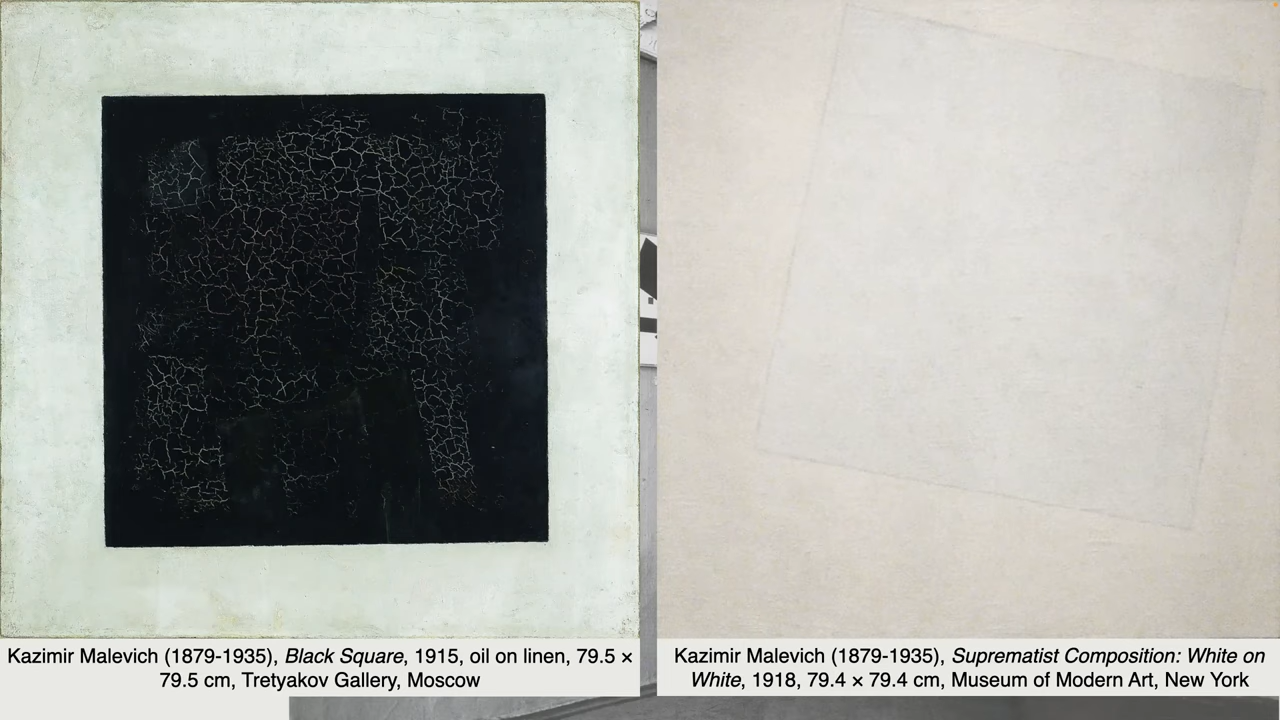 Kazimir Malevich (1879-1935), Black Square, 1915, oil on linen, 79.5 ×
79.5 cm, Tretyakov Gallery, Moscow
Kazimir Malevich (1879-1935), Suprematist Composition: White on
White, 1918, 79.4 × 79.4 cm, Museum of Modern Art, New York